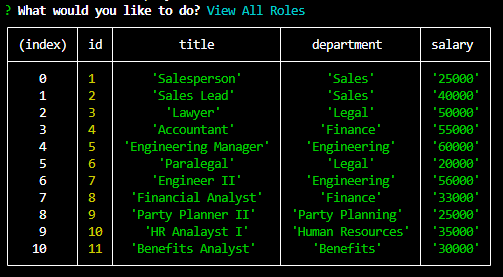 ? What would you like to do? View All Roles
(index) id title department salary
0 1 'Salesperson' 'Sales' '25000'
1 2 'Sales Lead' 'Sales' '40000'
2 3 'Lawyer' 'Legal' '50000'
3 4 'Accountant' 'Finance' '55000'
4 5 'Engineering Manager' 'Engineering' '60000'
5 6 'Paralegal' 'Legal' '20000'
6 7 'Engineer II' 'Engineering' '56000'
7 8 'Financial Analyst' 'Finance' '33000'
8 9 'Party Planner II' 'Party Planning' '25000'
9 10 'HR Analayst I' 'Human Resources' '35000'
10 11 'Benefits Analyst' 'Benefits' '30000'